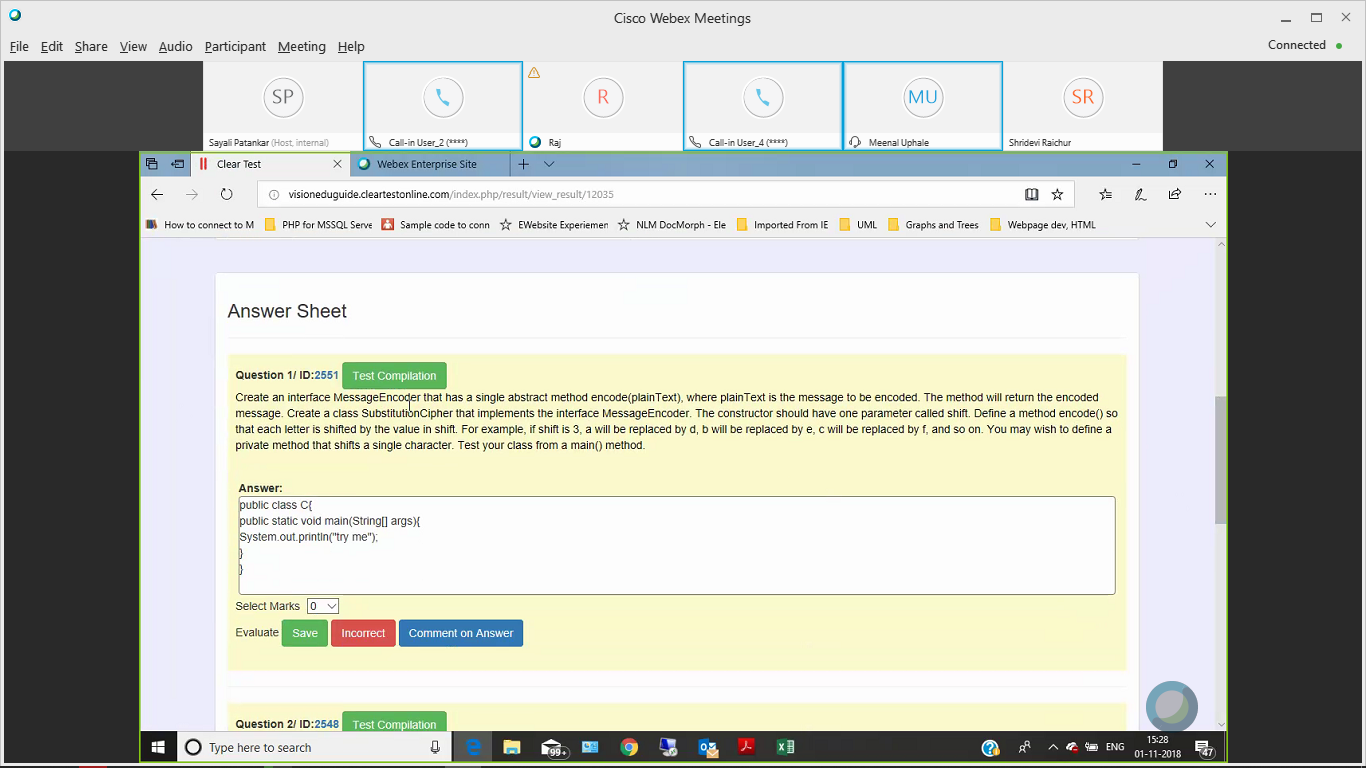 Cisco Webex Meetings
File Edit Share View Audio Participant Meeting Help
Connected
SP
R
MU
SR
Sayali Patankar (Host, internal)
Call-in User_2 (****)
Raj
Call-in User_4 (****)
Meenal Uphale
Shridevi Raichur
Clear Test
Webex Enterprise Site
visioneduguide.cleartestonline.com/index.php/result/view_result/12035
How to connect to M
PHP for MSSQL Serve
Sample code to conn
EWebsite Experiemen
NLM DocMorph - Ele
Imported From IE
UML
Graphs and Trees
Webpage dev, HTML
Answer Sheet
Question 1/ ID:2551 Test Compilation
Create an interface MessageEncoder that has a single abstract method encode(plainText), where plainText is the message to be encoded. The method will return the encoded
message. Create a class SubstitutionCipher that implements the interface MessageEncoder. The constructor should have one parameter called shift. Define a method encode() so
that each letter is shifted by the value in shift. For example, if shift is 3, a will be replaced by d, b will be replaced by e, c will be replaced by f, and so on. You may wish to define a
private method that shifts a single character. Test your class from a main() method.
Answer:
public class C{
public static void main(String[] args){
System.out.println("try me");
}
}
Select Marks 0
Evaluate Save Incorrect Comment on Answer
Question 2/ ID:2548 Test Compilation
Type here to search
99+
ENG
15:28
01-11-2018
47